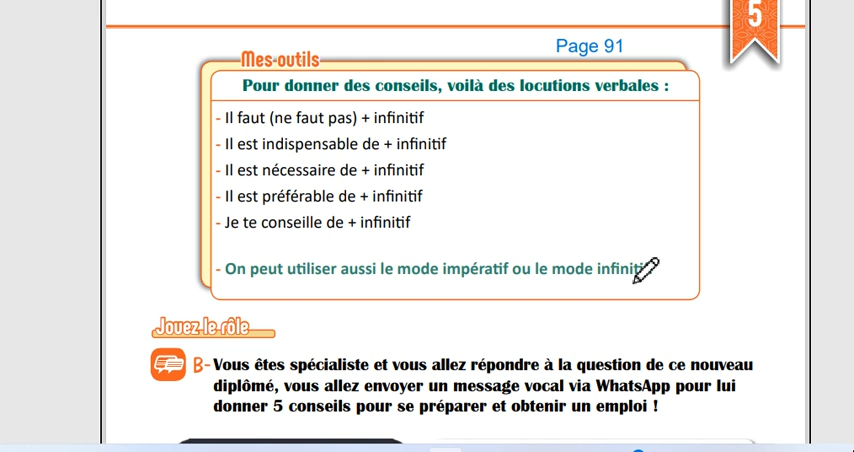 5
Page 91
Mes outils
Pour donner des conseils, voilà des locutions verbales :
- Il faut (ne faut pas) + infinitif
- Il est indispensable de + infinitif
- Il est nécessaire de + infinitif
- Il est préférable de + infinitif
- Je te conseille de + infinitif
- On peut utiliser aussi le mode impératif ou le mode infinitif
Jouez le rôle
B- Vous êtes spécialiste et vous allez répondre à la question de ce nouveau
diplômé, vous allez envoyer un message vocal via WhatsApp pour lui
donner 5 conseils pour se préparer et obtenir un emploi !